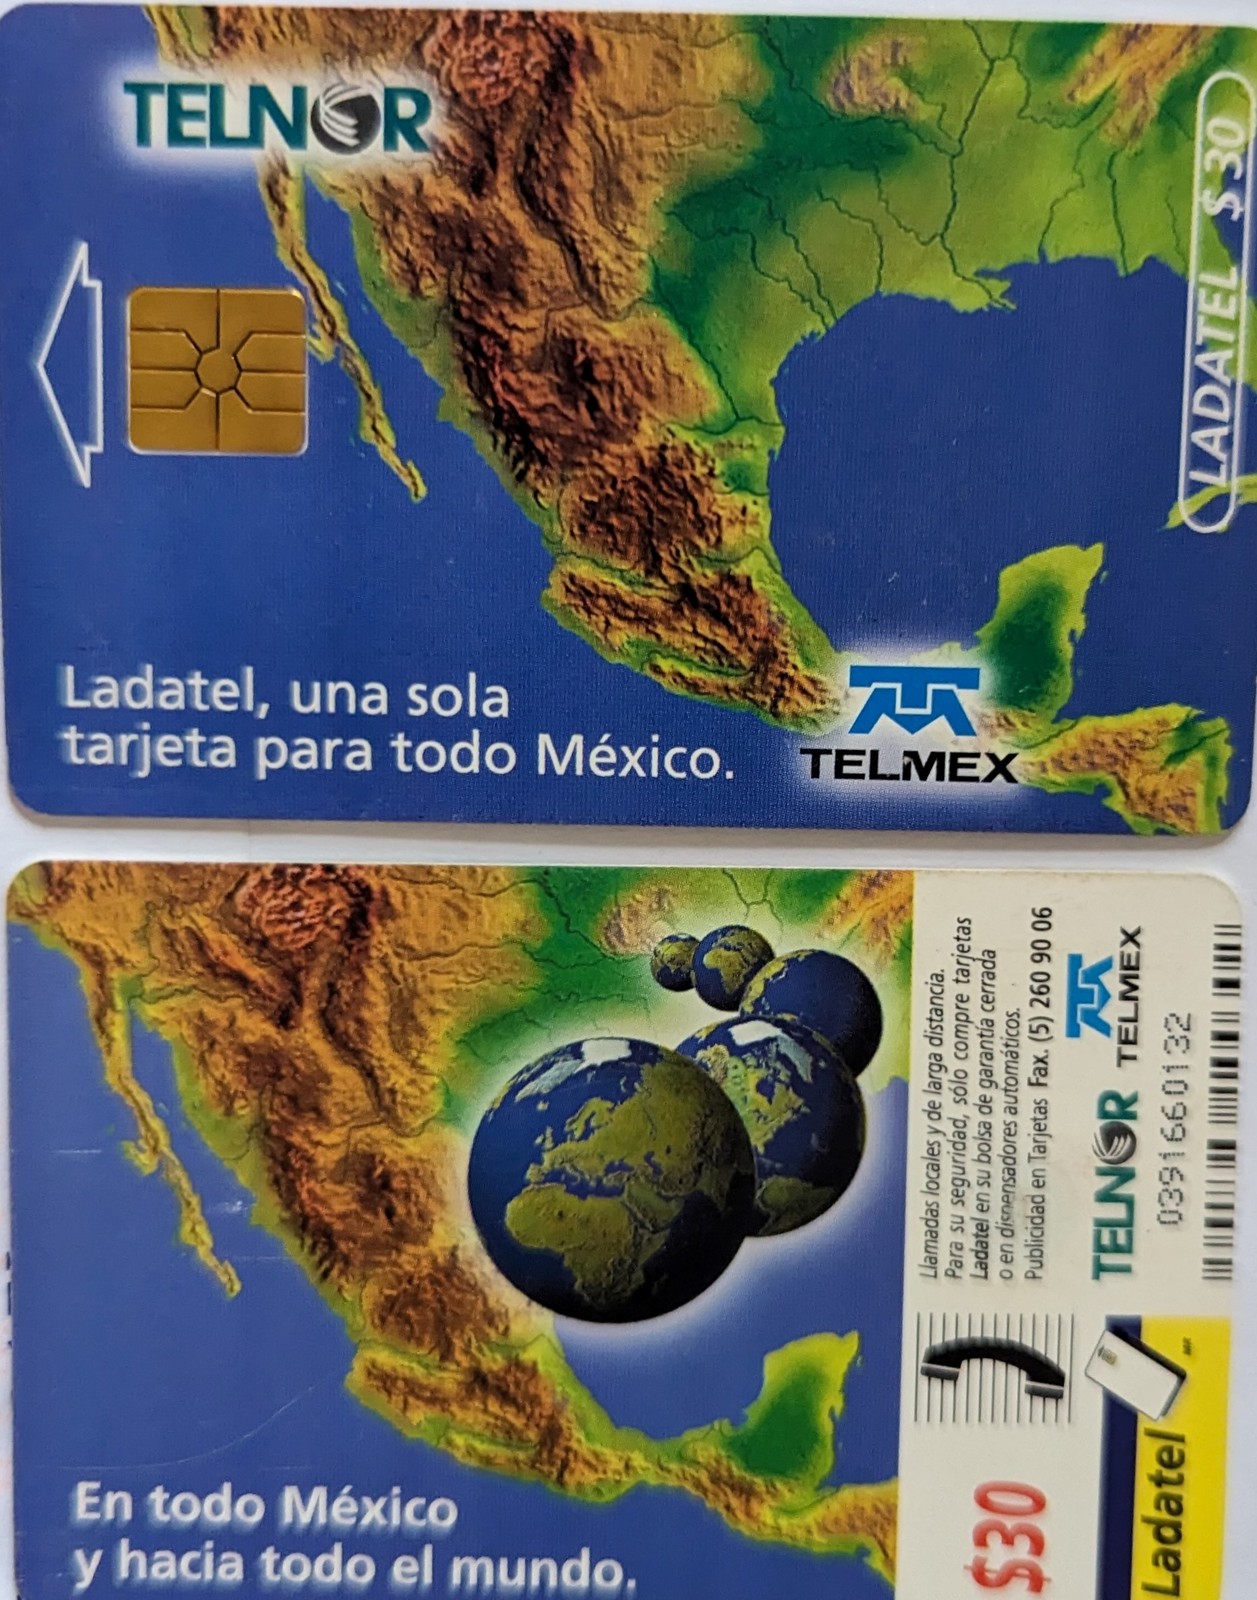 TELNOR
LADATEL $30
Ladatel, una sola
tarjeta para todo México.
TELMEX
En todo México
y hacia todo el mundo.
Llamadas locales y de larga distancia.
Para su seguridad, sólo compre tarjetas
Ladatel en su bolsa de garantía cerrada
o en dispensadores automáticos.
Publicidad en Tarjetas Fax. (5) 260 90 06
TELNOR
TELMEX
0391660132
$30
Ladatel